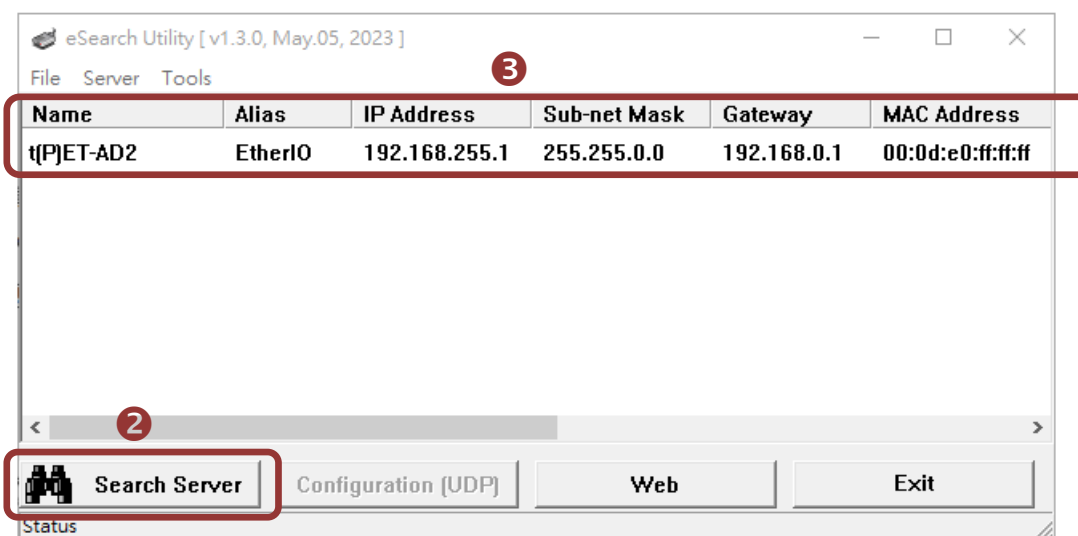 eSearch Utility [ v1.3.0, May.05, 2023 ]
File Server Tools
3
Name Alias IP Address Sub-net Mask Gateway MAC Address
t(P)ET-AD2 EtherIO 192.168.255.1 255.255.0.0 192.168.0.1 00:0d:e0:ff:ff:ff
2
Search Server Configuration (UDP) Web Exit
Status